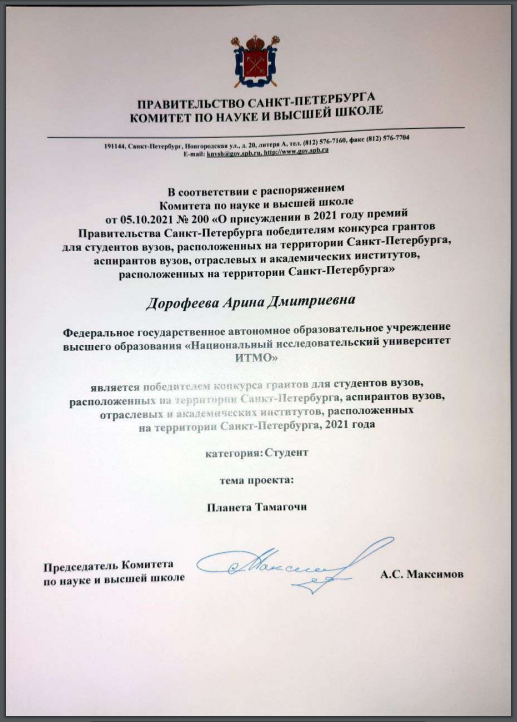 ПРАВИТЕЛЬСТВО САНКТ-ПЕТЕРБУРГА
КОМИТЕТ ПО НАУКЕ И ВЫСШЕЙ ШКОЛЕ
191144, Санкт-Петербург, Новгородская ул., д. 20, литера А, тел. (812) 576-7160, факс (812) 576-7704
E-mail: knvsh@gov.spb.ru, http://www.gov.spb.ru
В соответствии с распоряжением
Комитета по науке и высшей школе
от 05.10.2021 № 200 «О присуждении в 2021 году премий
Правительства Санкт-Петербурга победителям конкурса грантов
для студентов вузов, расположенных на территории Санкт-Петербурга,
аспирантов вузов, отраслевых и академических институтов,
расположенных на территории Санкт-Петербурга»
Дорофеева Арина Дмитриевна
Федеральное государственное автономное образовательное учреждение
высшего образования «Национальный исследовательский университет
ИТМО»
является победителем конкурса грантов для студентов вузов,
расположенных на территории Санкт-Петербурга, аспирантов вузов,
отраслевых и академических институтов, расположенных
на территории Санкт-Петербурга, 2021 года
категория: Студент
тема проекта:
Планета Тамагочи
Председатель Комитета
по науке и высшей школе
А.С. Максимов